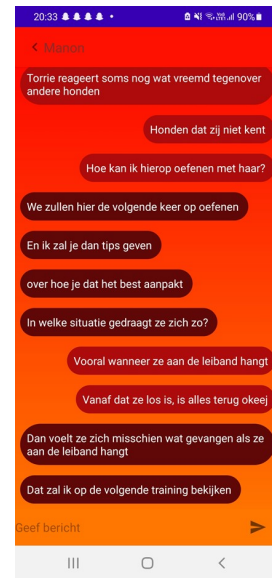 20:33
90%
Manon
Torrie reageert soms nog wat vreemd tegenover
andere honden
Honden dat zij niet kent
Hoe kan ik hierop oefenen met haar?
We zullen hier de volgende keer op oefenen
En ik zal je dan tips geven
over hoe je dat het best aanpakt
In welke situatie gedraagt ze zich zo?
Vooral wanneer ze aan de leiband hangt
Vanaf dat ze los is, is alles terug okeej
Dan voelt ze zich misschien wat gevangen als ze
aan de leiband hangt
Dat zal ik op de volgende training bekijken
Geef bericht